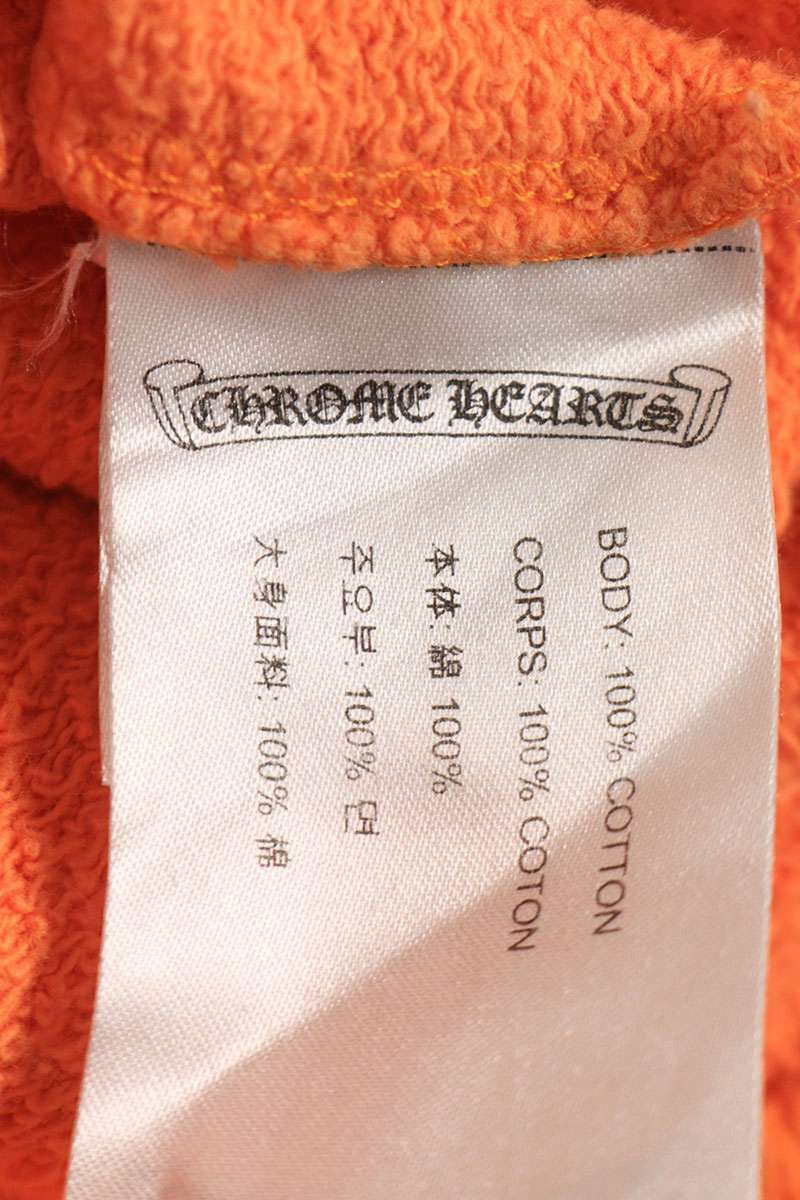 CHROME HEARTS
BODY: 100% COTTON
CORPS: 100% COTON
本体: 綿 100%
주요부: 100% 면
大身面料: 100% 棉